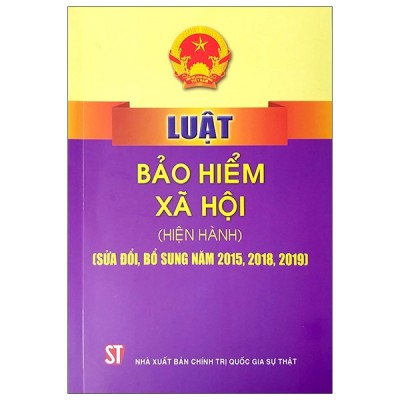 LUẬT
BẢO HIỂM
XÃ HỘI
(HIỆN HÀNH)
(SỬA ĐỔI, BỔ SUNG NĂM 2015, 2018, 2019)
ST
NHÀ XUẤT BẢN CHÍNH TRỊ QUỐC GIA SỰ THẬT